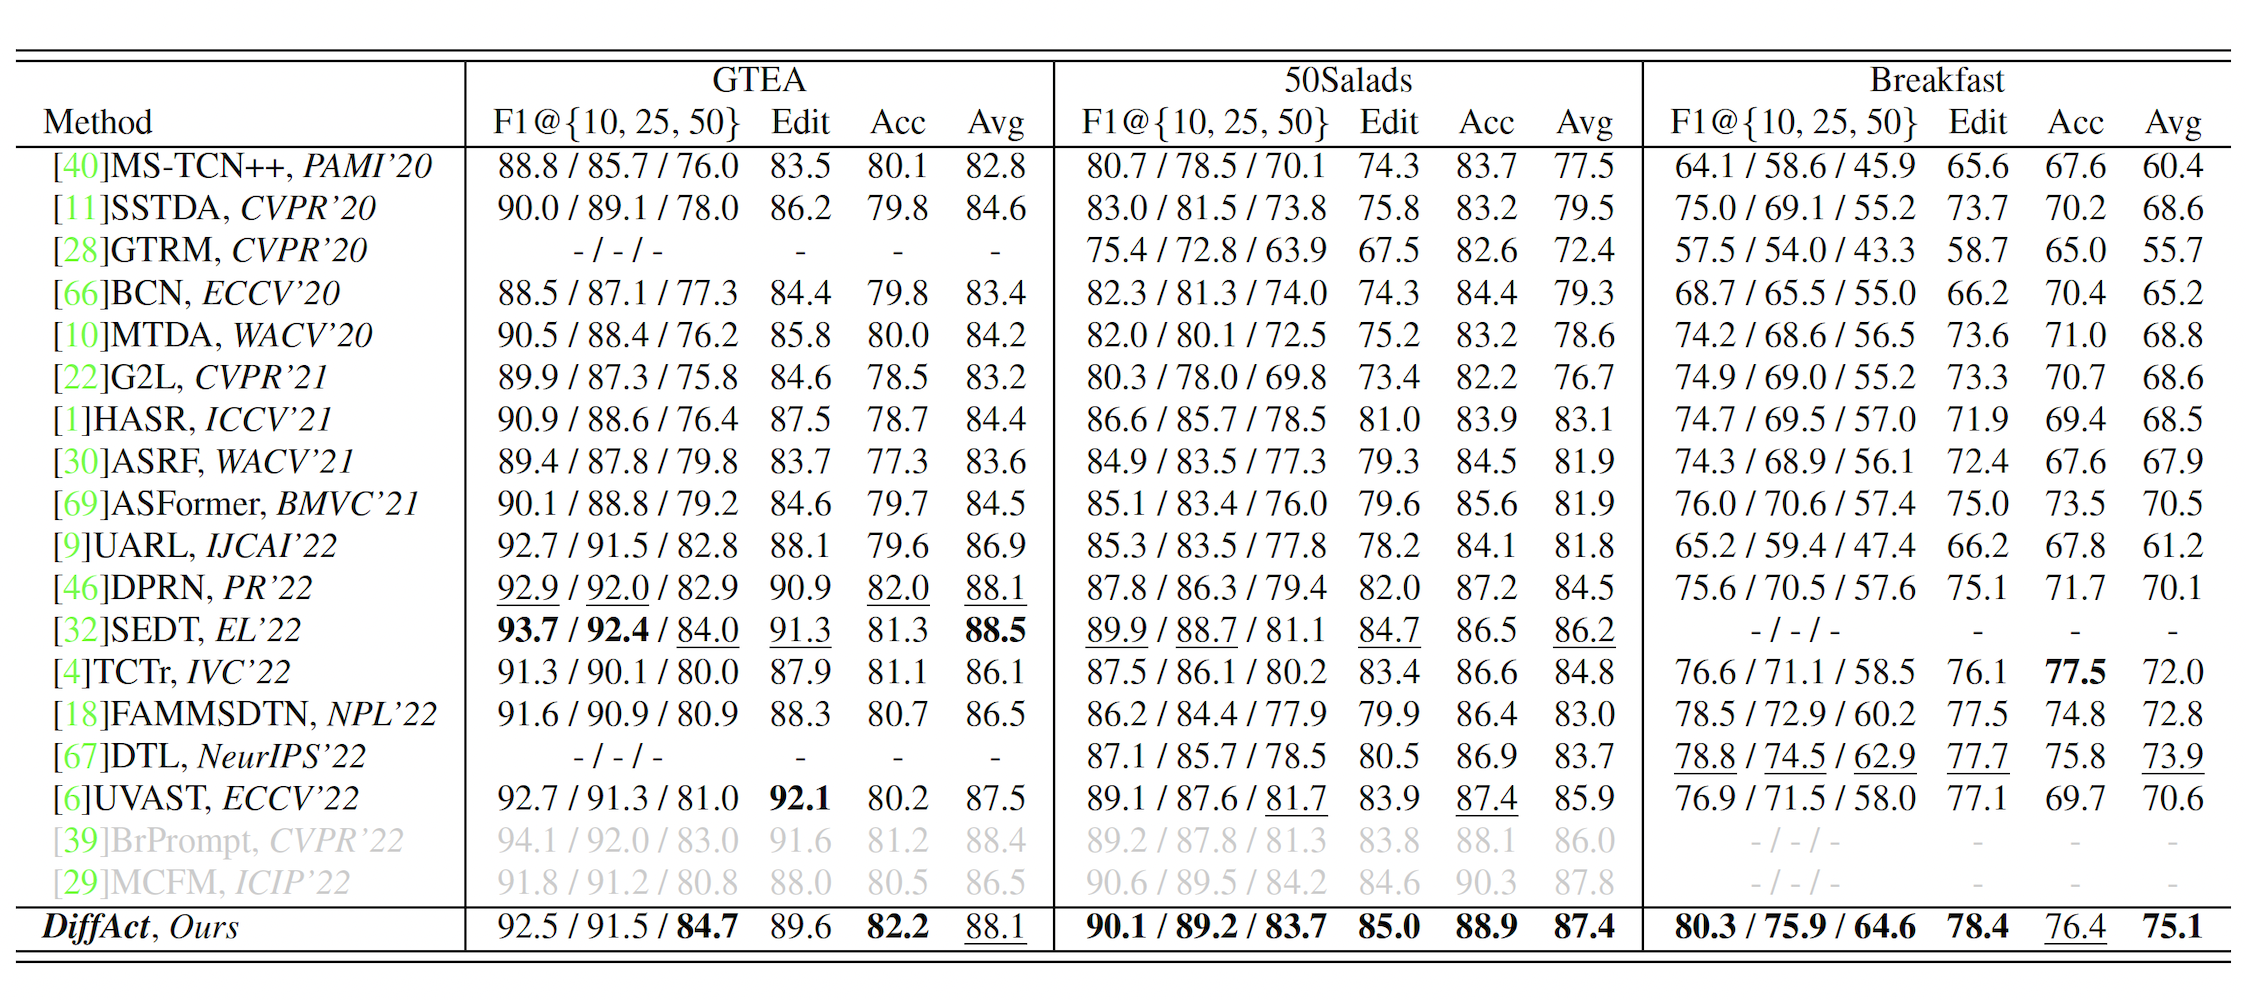 GTEA 50Salads Breakfast
Method F1@{10, 25, 50} Edit Acc Avg F1@{10, 25, 50} Edit Acc Avg F1@{10, 25, 50} Edit Acc Avg
[40]MS-TCN++, PAMI’20 88.8 / 85.7 / 76.0 83.5 80.1 82.8 80.7 / 78.5 / 70.1 74.3 83.7 77.5 64.1 / 58.6 / 45.9 65.6 67.6 60.4
[11]SSTDA, CVPR’20 90.0 / 89.1 / 78.0 86.2 79.8 84.6 83.0 / 81.5 / 73.8 75.8 83.2 79.5 75.0 / 69.1 / 55.2 73.7 70.2 68.6
[28]GTRM, CVPR’20 - / - / - - - - 75.4 / 72.8 / 63.9 67.5 82.6 72.4 57.5 / 54.0 / 43.3 58.7 65.0 55.7
[66]BCN, ECCV’20 88.5 / 87.1 / 77.3 84.4 79.8 83.4 82.3 / 81.3 / 74.0 74.3 84.4 79.3 68.7 / 65.5 / 55.0 66.2 70.4 65.2
[10]MTDA, WACV’20 90.5 / 88.4 / 76.2 85.8 80.0 84.2 82.0 / 80.1 / 72.5 75.2 83.2 78.6 74.2 / 68.6 / 56.5 73.6 71.0 68.8
[22]G2L, CVPR’21 89.9 / 87.3 / 75.8 84.6 78.5 83.2 80.3 / 78.0 / 69.8 73.4 82.2 76.7 74.9 / 69.0 / 55.2 73.3 70.7 68.6
[1]HASR, ICCV’21 90.9 / 88.6 / 76.4 87.5 78.7 84.4 86.6 / 85.7 / 78.5 81.0 83.9 83.1 74.7 / 69.5 / 57.0 71.9 69.4 68.5
[30]ASRF, WACV’21 89.4 / 87.8 / 79.8 83.7 77.3 83.6 84.9 / 83.5 / 77.3 79.3 84.5 81.9 74.3 / 68.9 / 56.1 72.4 67.6 67.9
[69]ASFormer, BMVC’21 90.1 / 88.8 / 79.2 84.6 79.7 84.5 85.1 / 83.4 / 76.0 79.6 85.6 81.9 76.0 / 70.6 / 57.4 75.0 73.5 70.5
[9]UARL, IJCAI’22 92.7 / 91.5 / 82.8 88.1 79.6 86.9 85.3 / 83.5 / 77.8 78.2 84.1 81.8 65.2 / 59.4 / 47.4 66.2 67.8 61.2
[46]DPRN, PR’22 92.9 / 92.0 / 82.9 90.9 82.0 88.1 87.8 / 86.3 / 79.4 82.0 87.2 84.5 75.6 / 70.5 / 57.6 75.1 71.7 70.1
[32]SEDT, EL’22 93.7 / 92.4 / 84.0 91.3 81.3 88.5 89.9 / 88.7 / 81.1 84.7 86.5 86.2 - / - / - - - -
[4]TCTr, IVC’22 91.3 / 90.1 / 80.0 87.9 81.1 86.1 87.5 / 86.1 / 80.2 83.4 86.6 84.8 76.6 / 71.1 / 58.5 76.1 77.5 72.0
[18]FAMMSDTN, NPL’22 91.6 / 90.9 / 80.9 88.3 80.7 86.5 86.2 / 84.4 / 77.9 79.9 86.4 83.0 78.5 / 72.9 / 60.2 77.5 74.8 72.8
[67]DTL, NeurIPS’22 - / - / - - - - 87.1 / 85.7 / 78.5 80.5 86.9 83.7 78.8 / 74.5 / 62.9 77.7 75.8 73.9
[6]UVAST, ECCV’22 92.7 / 91.3 / 81.0 92.1 80.2 87.5 89.1 / 87.6 / 81.7 83.9 87.4 85.9 76.9 / 71.5 / 58.0 77.1 69.7 70.6
[39]BrPrompt, CVPR’22 94.1 / 92.0 / 83.0 91.6 81.2 88.4 89.2 / 87.8 / 81.3 83.8 88.1 86.0 - / - / - - - -
[29]MCFM, ICIP’22 91.8 / 91.2 / 80.8 88.0 80.5 86.5 90.6 / 89.5 / 84.2 84.6 90.3 87.8 - / - / - - - -
DiffAct, Ours 92.5 / 91.5 / 84.7 89.6 82.2 88.1 90.1 / 89.2 / 83.7 85.0 88.9 87.4 80.3 / 75.9 / 64.6 78.4 76.4 75.1